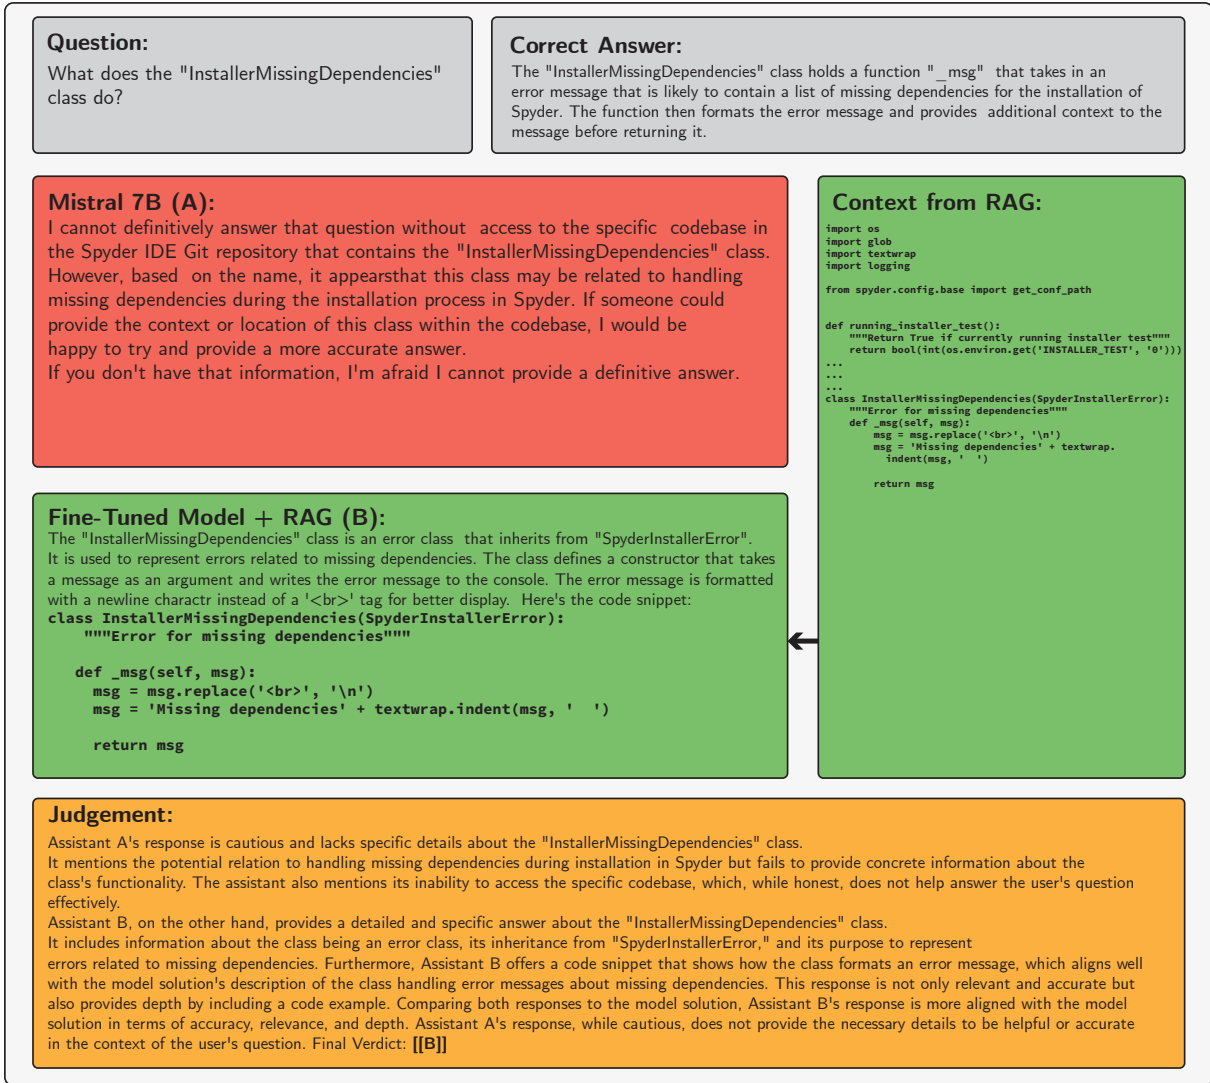 Question:
What does the "InstallerMissingDependencies"
class do?
Correct Answer:
The "InstallerMissingDependencies" class holds a function "_msg" that takes in an
error message that is likely to contain a list of missing dependencies for the installation of
Spyder. The function then formats the error message and provides additional context to the
message before returning it.
Mistral 7B (A):
I cannot definitively answer that question without access to the specific codebase in
the Spyder IDE Git repository that contains the "InstallerMissingDependencies" class.
However, based on the name, it appearsthat this class may be related to handling
missing dependencies during the installation process in Spyder. If someone could
provide the context or location of this class within the codebase, I would be
happy to try and provide a more accurate answer.
If you don't have that information, I'm afraid I cannot provide a definitive answer.
Context from RAG:
import os
import glob
import textwrap
import logging
from spyder.config.base import get_conf_path
def running_installer_test():
"""Return True if currently running installer test"""
return bool(int(os.environ.get('INSTALLER_TEST', '0')))
...
...
...
class InstallerMissingDependencies(SpyderInstallerError):
"""Error for missing dependencies"""
def _msg(self, msg):
msg = msg.replace('<br>', '\n')
msg = 'Missing dependencies' + textwrap.
indent(msg, '  ')
return msg
Fine-Tuned Model + RAG (B):
The "InstallerMissingDependencies" class is an error class that inherits from "SpyderInstallerError".
It is used to represent errors related to missing dependencies. The class defines a constructor that takes
a message as an argument and writes the error message to the console. The error message is formatted
with a newline charactr instead of a '<br>' tag for better display. Here's the code snippet:
class InstallerMissingDependencies(SpyderInstallerError):
"""Error for missing dependencies"""
def _msg(self, msg):
msg = msg.replace('<br>', '\n')
msg = 'Missing dependencies' + textwrap.indent(msg, '  ')
return msg
Judgement:
Assistant A's response is cautious and lacks specific details about the "InstallerMissingDependencies" class.
It mentions the potential relation to handling missing dependencies during installation in Spyder but fails to provide concrete information about the
class's functionality. The assistant also mentions its inability to access the specific codebase, which, while honest, does not help answer the user's question
effectively.
Assistant B, on the other hand, provides a detailed and specific answer about the "InstallerMissingDependencies" class.
It includes information about the class being an error class, its inheritance from "SpyderInstallerError," and its purpose to represent
errors related to missing dependencies. Furthermore, Assistant B offers a code snippet that shows how the class formats an error message, which aligns well
with the model solution's description of the class handling error messages about missing dependencies. This response is not only relevant and accurate but
also provides depth by including a code example. Comparing both responses to the model solution, Assistant B's response is more aligned with the model
solution in terms of accuracy, relevance, and depth. Assistant A's response, while cautious, does not provide the necessary details to be helpful or accurate
in the context of the user's question. Final Verdict: [[B]]